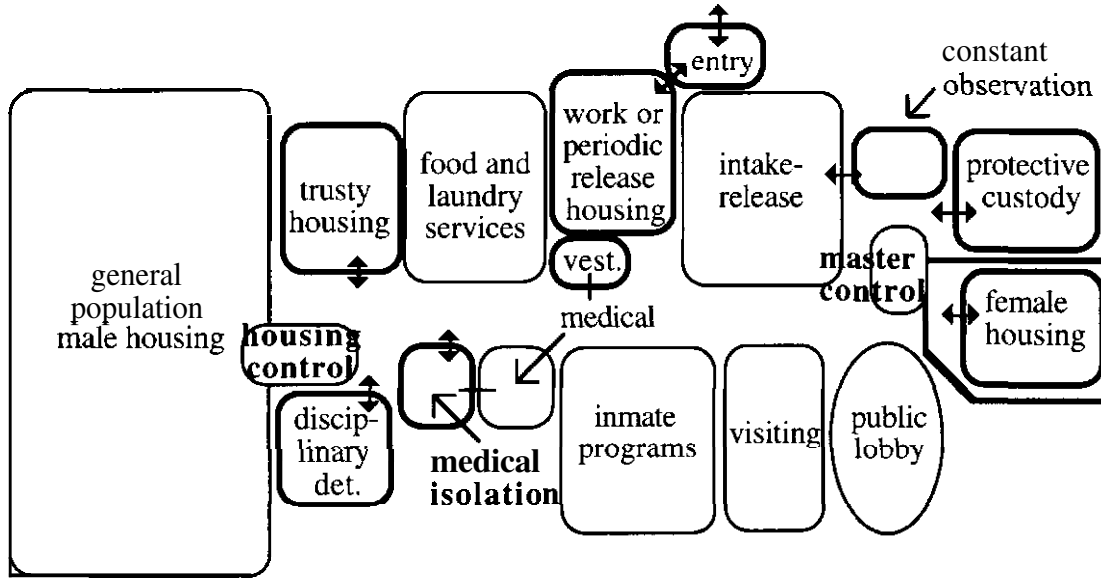 entry
constant
observation
work or
periodic
release
housing
food and
laundry
services
intake-
release
protective
custody
trusty
housing
general
population
male housing
vest.
master
control
female
housing
medical
housing
control
discip-
linary
det.
medical
isolation
inmate
programs
visiting
public
lobby